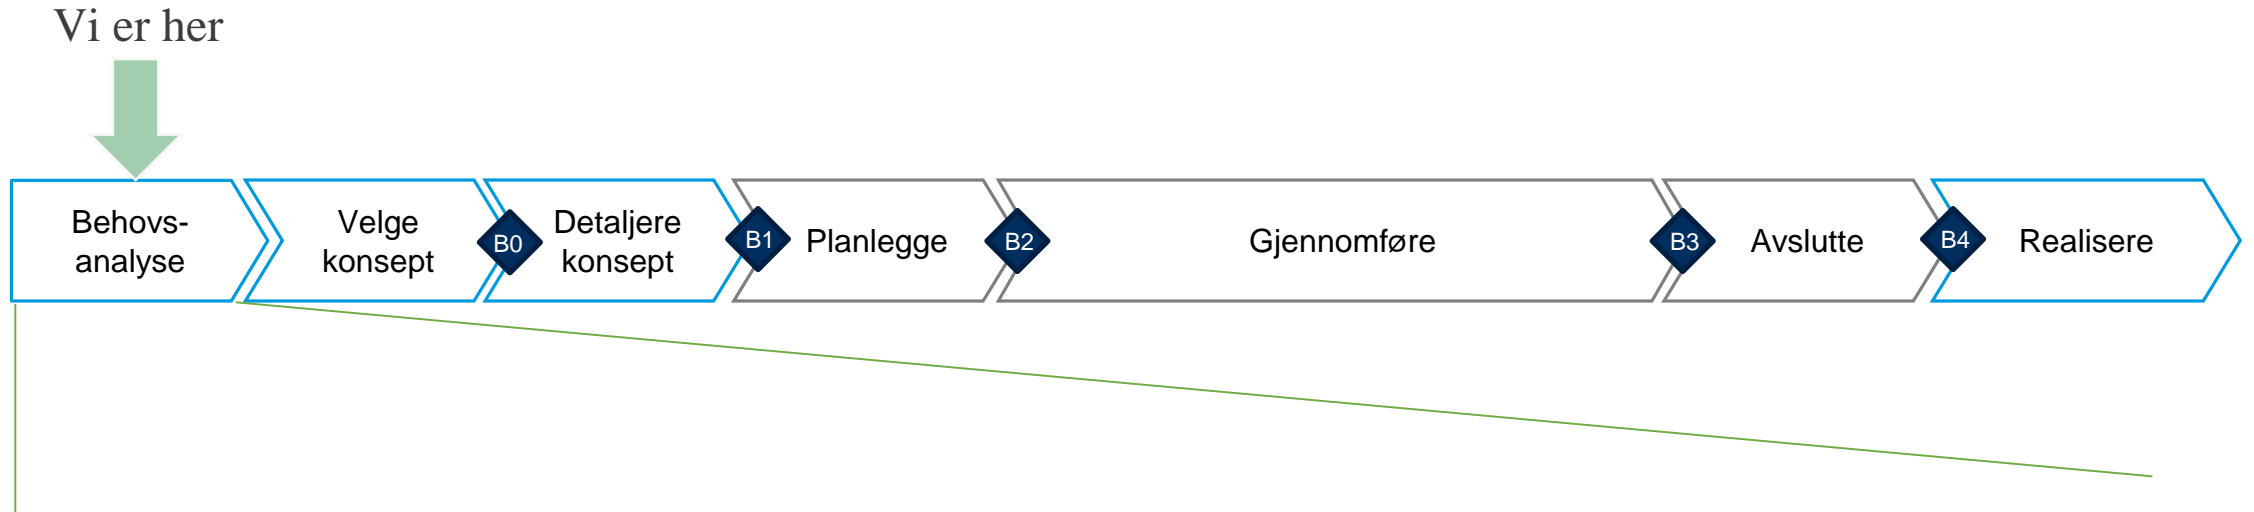 Vi er her
Behovs-
analyse
Velge
konsept
B0
Detaljere
konsept
B1
Planlegge
B2
Gjennomføre
B3
Avslutte
B4
Realisere